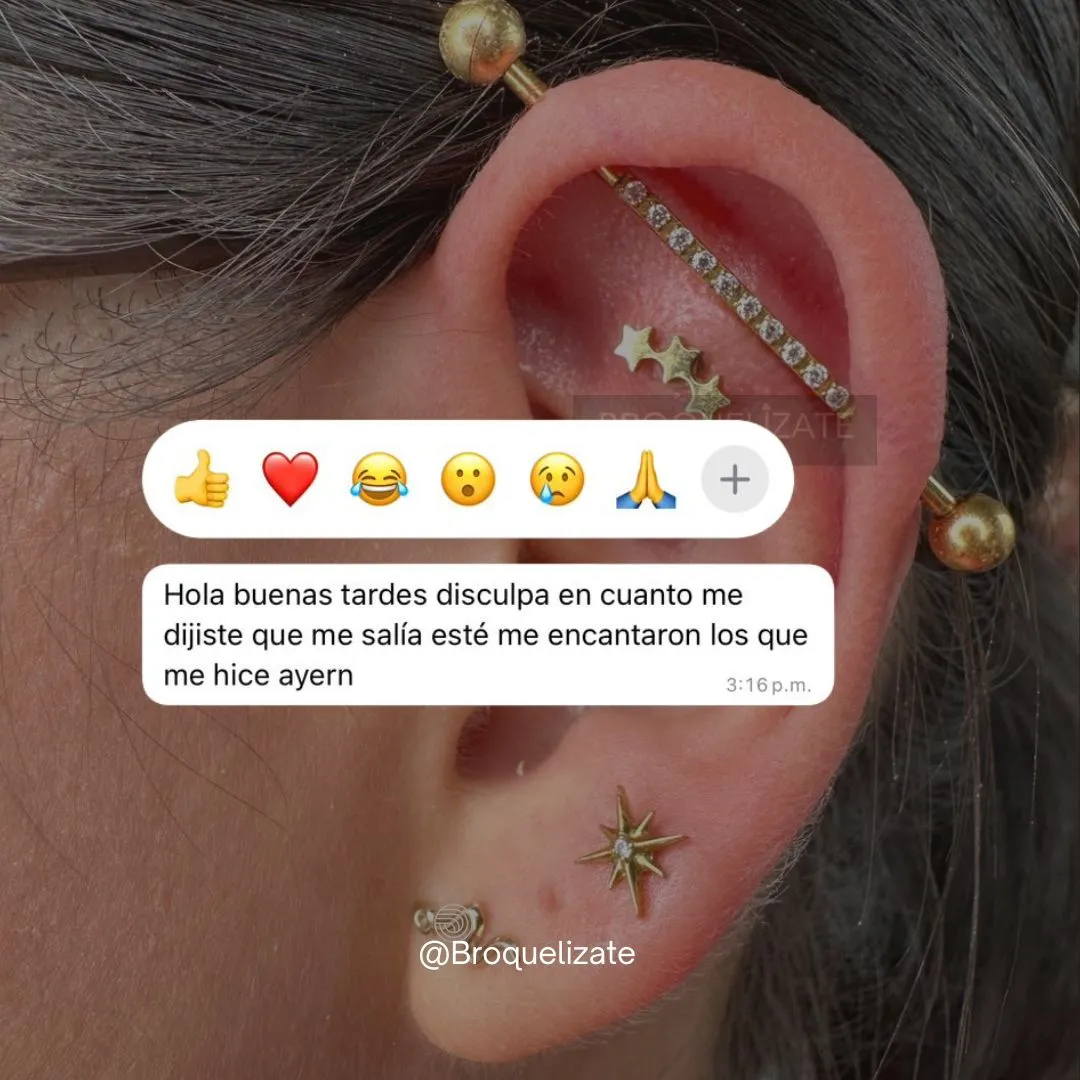 BROQUELIZATE
Hola buenas tardes disculpa en cuanto me
dijiste que me salía esté me encantaron los que
me hice ayern
3:16 p.m.
@Broquelizate